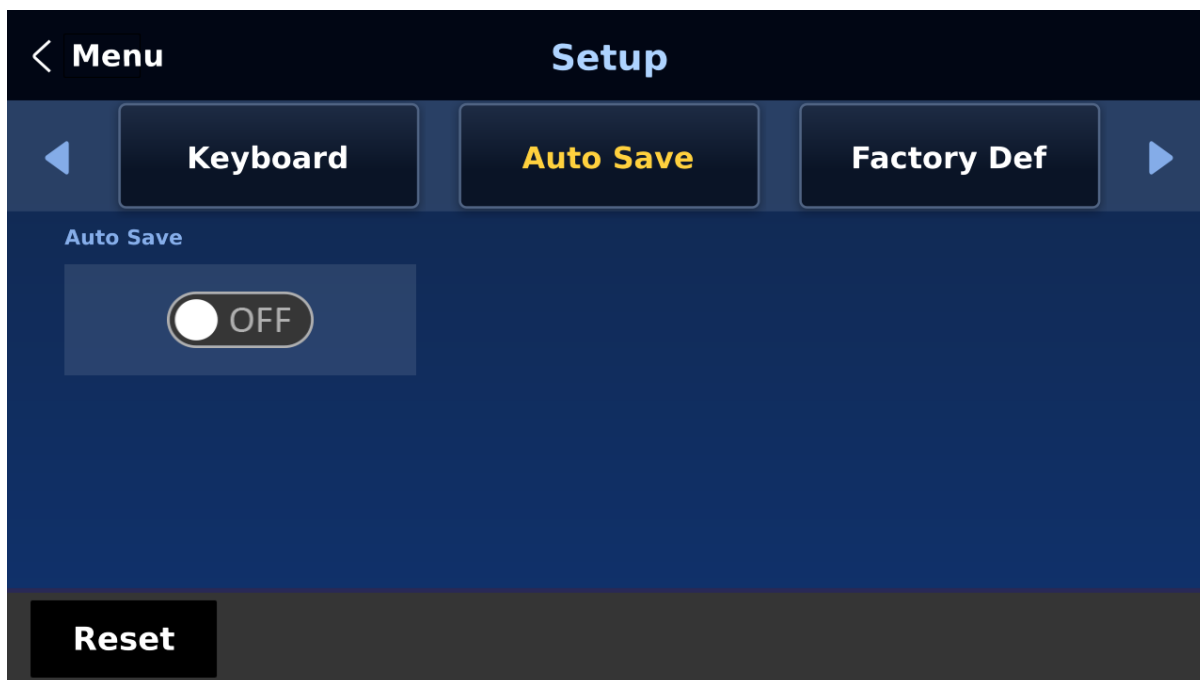 Menu
Setup
Keyboard
Auto Save
Factory Def
Auto Save
OFF
Reset